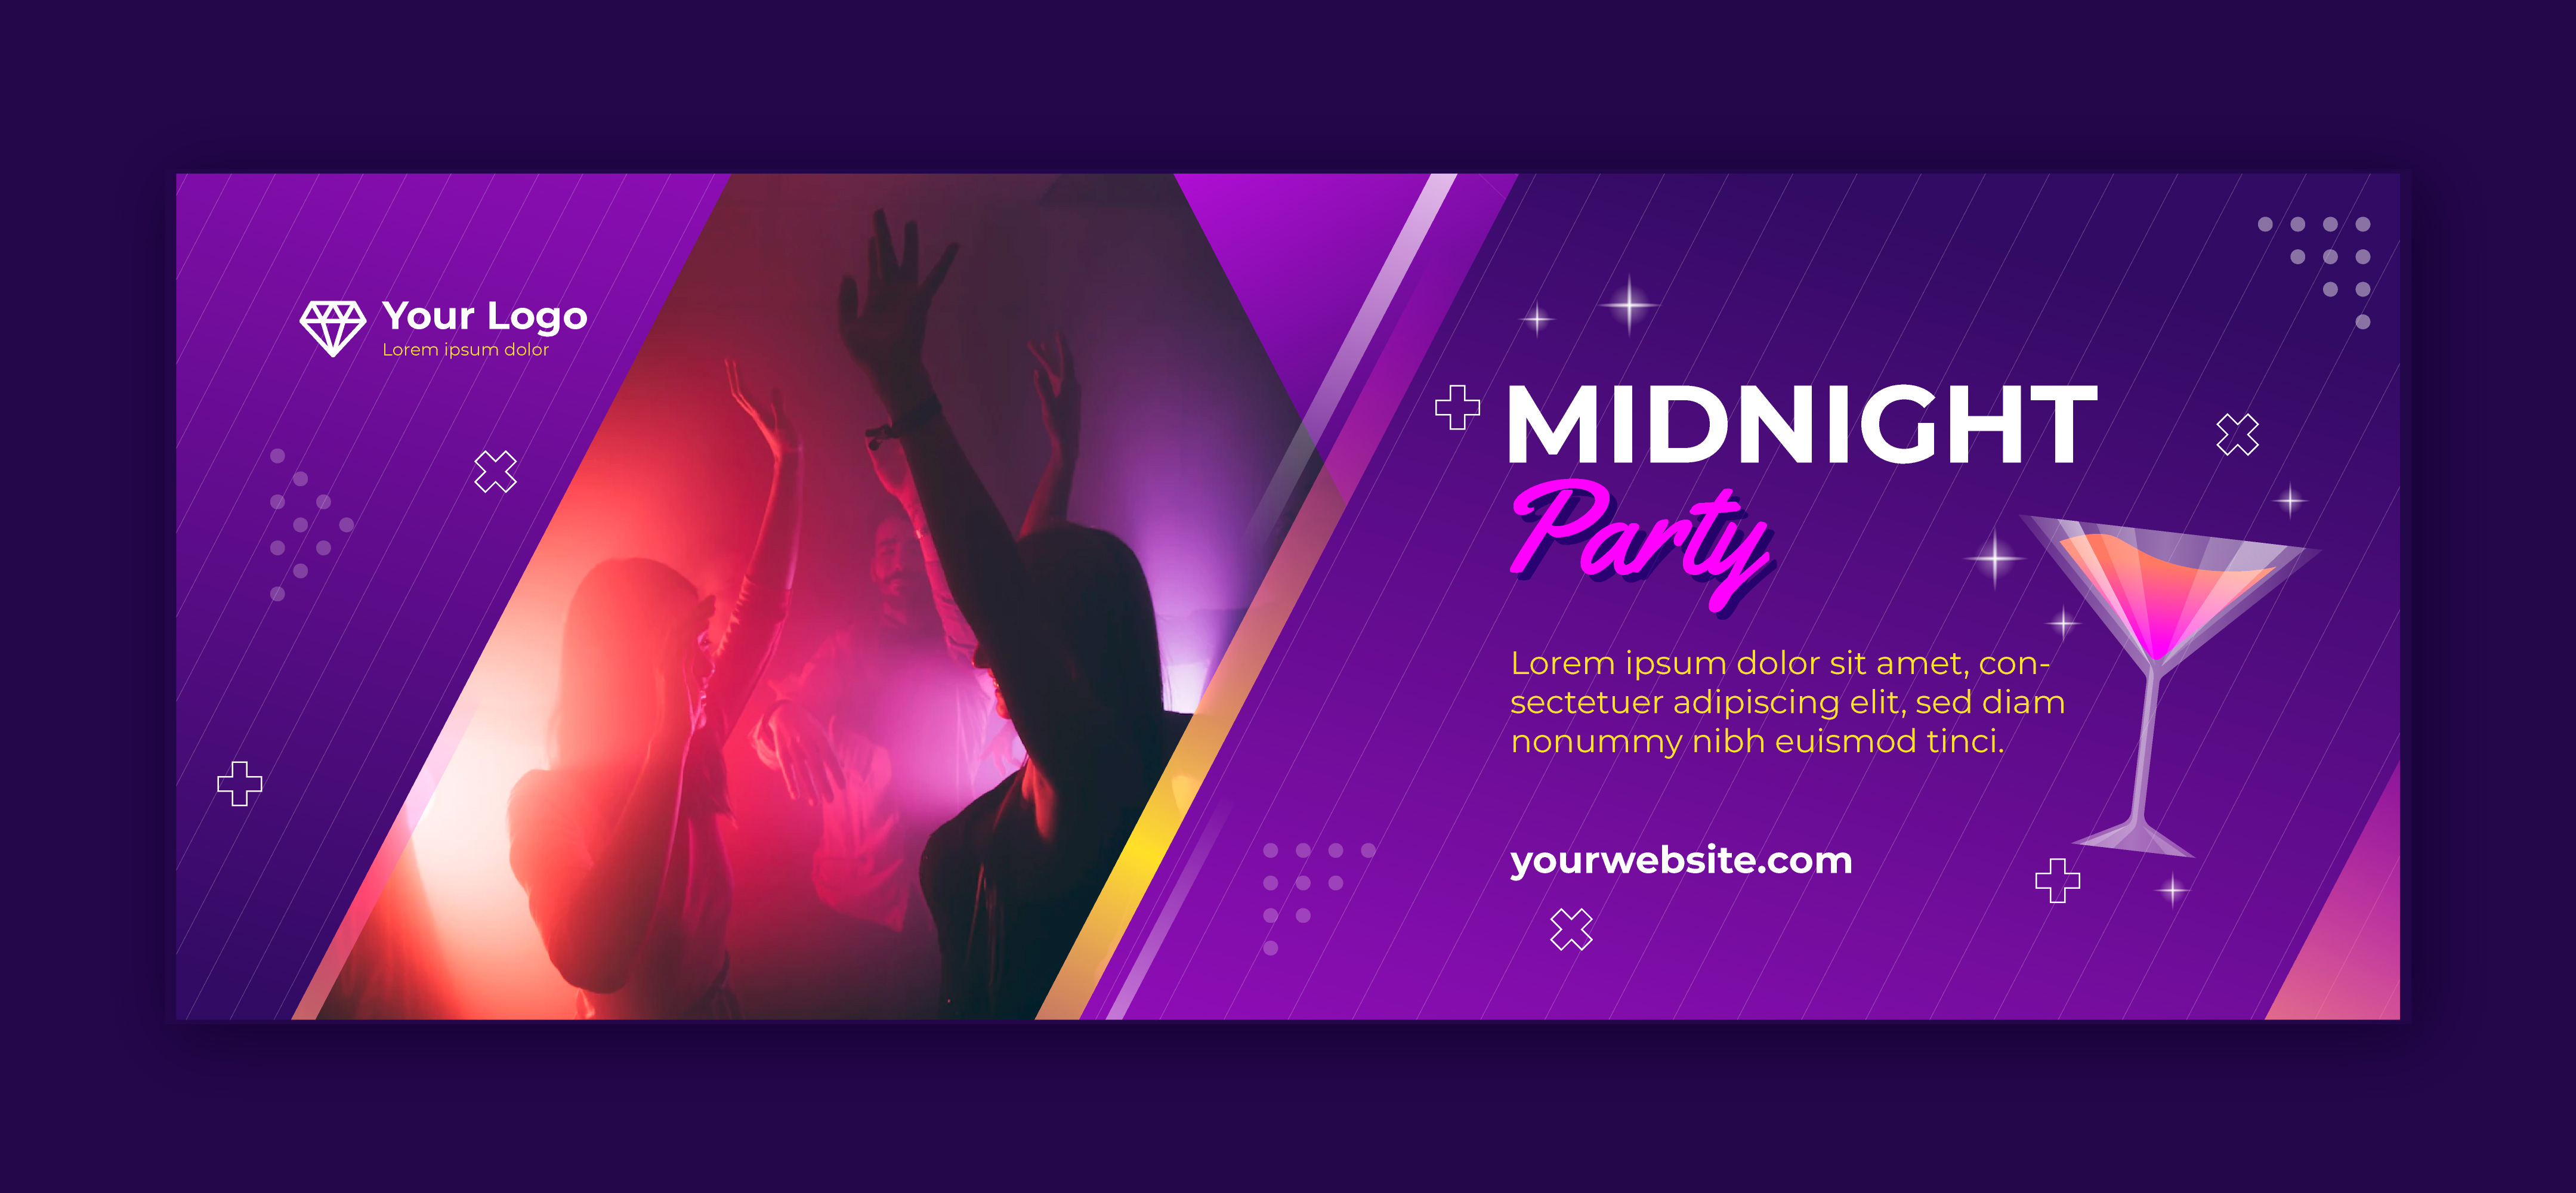 Your Logo
Lorem ipsum dolor
MIDNIGHT
Party
Lorem ipsum dolor sit amet, con-
sectetuer adipiscing elit, sed diam
nonummy nibh euismod tinci.
yourwebsite.com